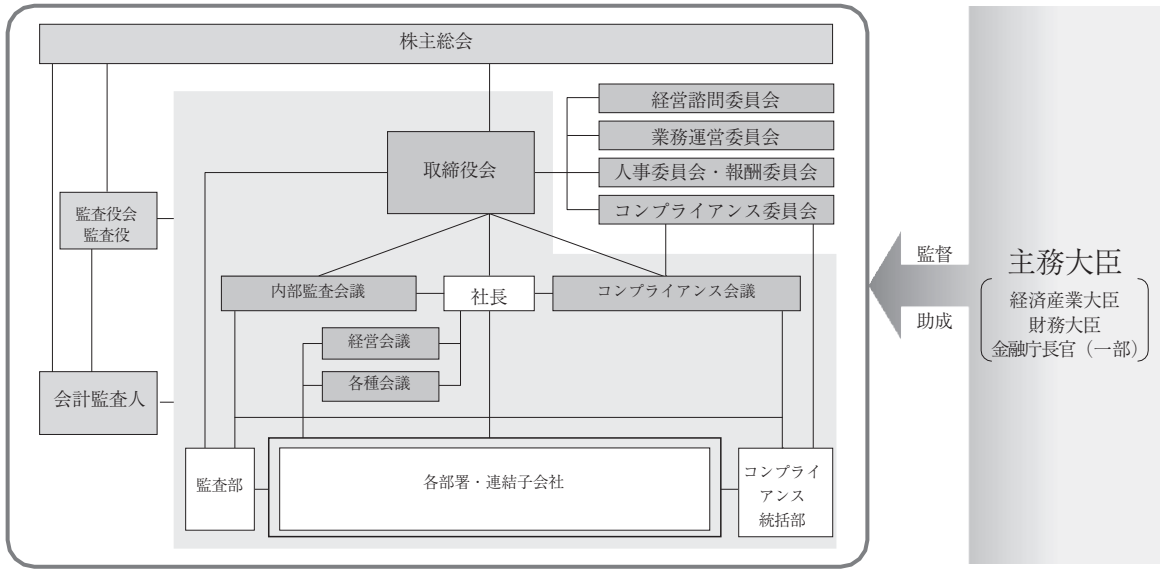 株主総会
経営諮問委員会
業務運営委員会
人事委員会・報酬委員会
コンプライアンス委員会
取締役会
監査役会
監査役
内部監査会議
社長
コンプライアンス会議
経営会議
各種会議
会計監査人
監査部
各部署・連結子会社
コンプライ
アンス
統括部
監督
助成
主務大臣
経済産業大臣
財務大臣
金融庁長官（一部）